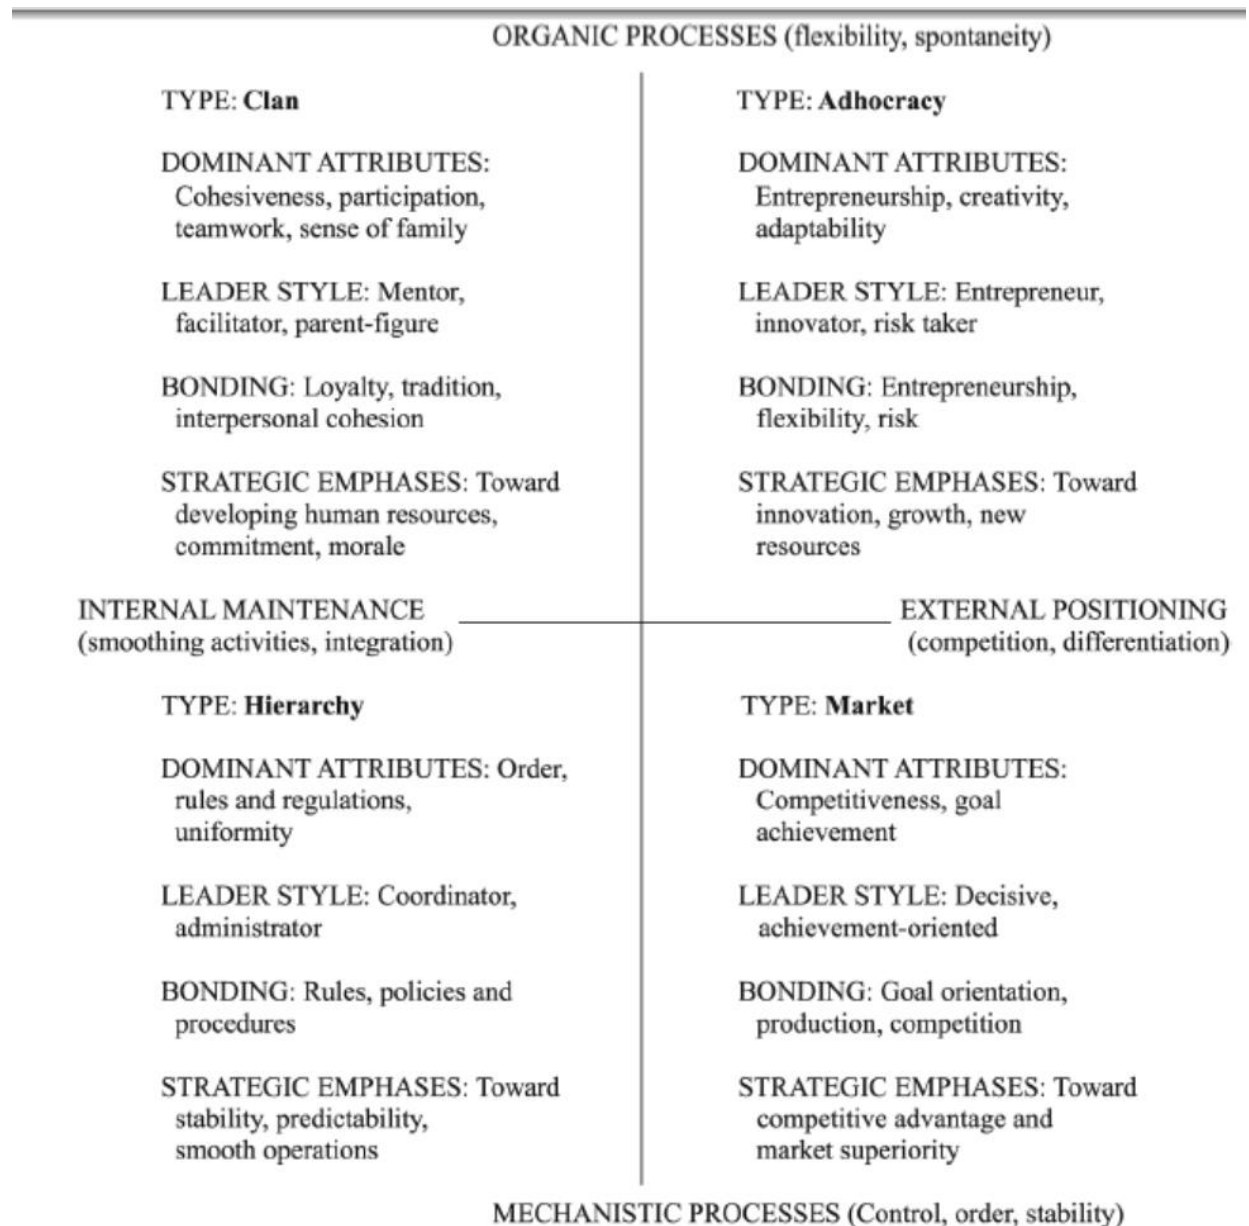 ORGANIC PROCESSES (flexibility, spontaneity)
TYPE: Clan
DOMINANT ATTRIBUTES:
Cohesiveness, participation,
teamwork, sense of family
LEADER STYLE: Mentor,
facilitator, parent-figure
BONDING: Loyalty, tradition,
interpersonal cohesion
STRATEGIC EMPHASES: Toward
developing human resources,
commitment, morale
TYPE: Adhocracy
DOMINANT ATTRIBUTES:
Entrepreneurship, creativity,
adaptability
LEADER STYLE: Entrepreneur,
innovator, risk taker
BONDING: Entrepreneurship,
flexibility, risk
STRATEGIC EMPHASES: Toward
innovation, growth, new
resources
INTERNAL MAINTENANCE
(smoothing activities, integration)
EXTERNAL POSITIONING
(competition, differentiation)
TYPE: Hierarchy
DOMINANT ATTRIBUTES: Order,
rules and regulations,
uniformity
LEADER STYLE: Coordinator,
administrator
BONDING: Rules, policies and
procedures
STRATEGIC EMPHASES: Toward
stability, predictability,
smooth operations
TYPE: Market
DOMINANT ATTRIBUTES:
Competitiveness, goal
achievement
LEADER STYLE: Decisive,
achievement-oriented
BONDING: Goal orientation,
production, competition
STRATEGIC EMPHASES: Toward
competitive advantage and
market superiority
MECHANISTIC PROCESSES (Control, order, stability)